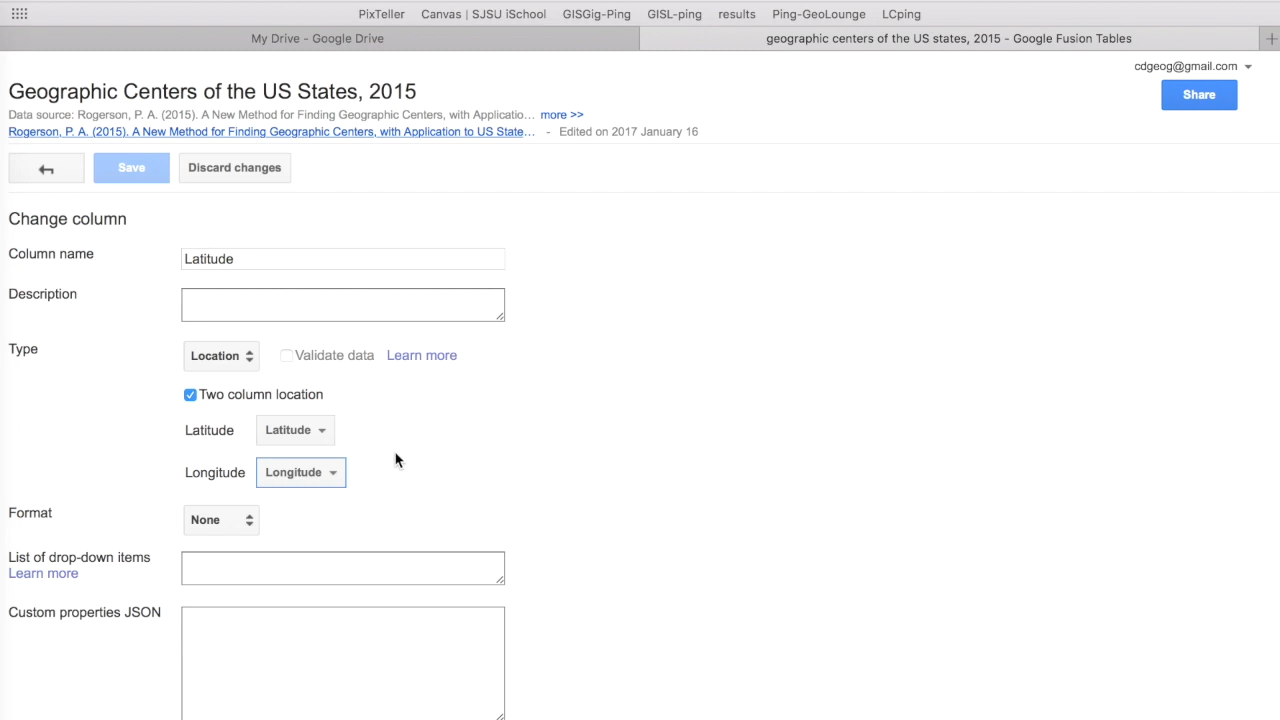 PixTeller Canvas | SJSU iSchool GISGig-Ping GISL-ping results Ping-GeoLounge LCping
My Drive - Google Drive geographic centers of the US states, 2015 - Google Fusion Tables
cdgeog@gmail.com
Geographic Centers of the US States, 2015
Share
Data source: Rogerson, P. A. (2015). A New Method for Finding Geographic Centers, with Applicatio... more >>
Rogerson, P. A. (2015). A New Method for Finding Geographic Centers, with Application to US State... - Edited on 2017 January 16
Save Discard changes
Change column
Column name Latitude
Description
Type Location Validate data Learn more
Two column location
Latitude Latitude
Longitude Longitude
Format None
List of drop-down items
Learn more
Custom properties JSON